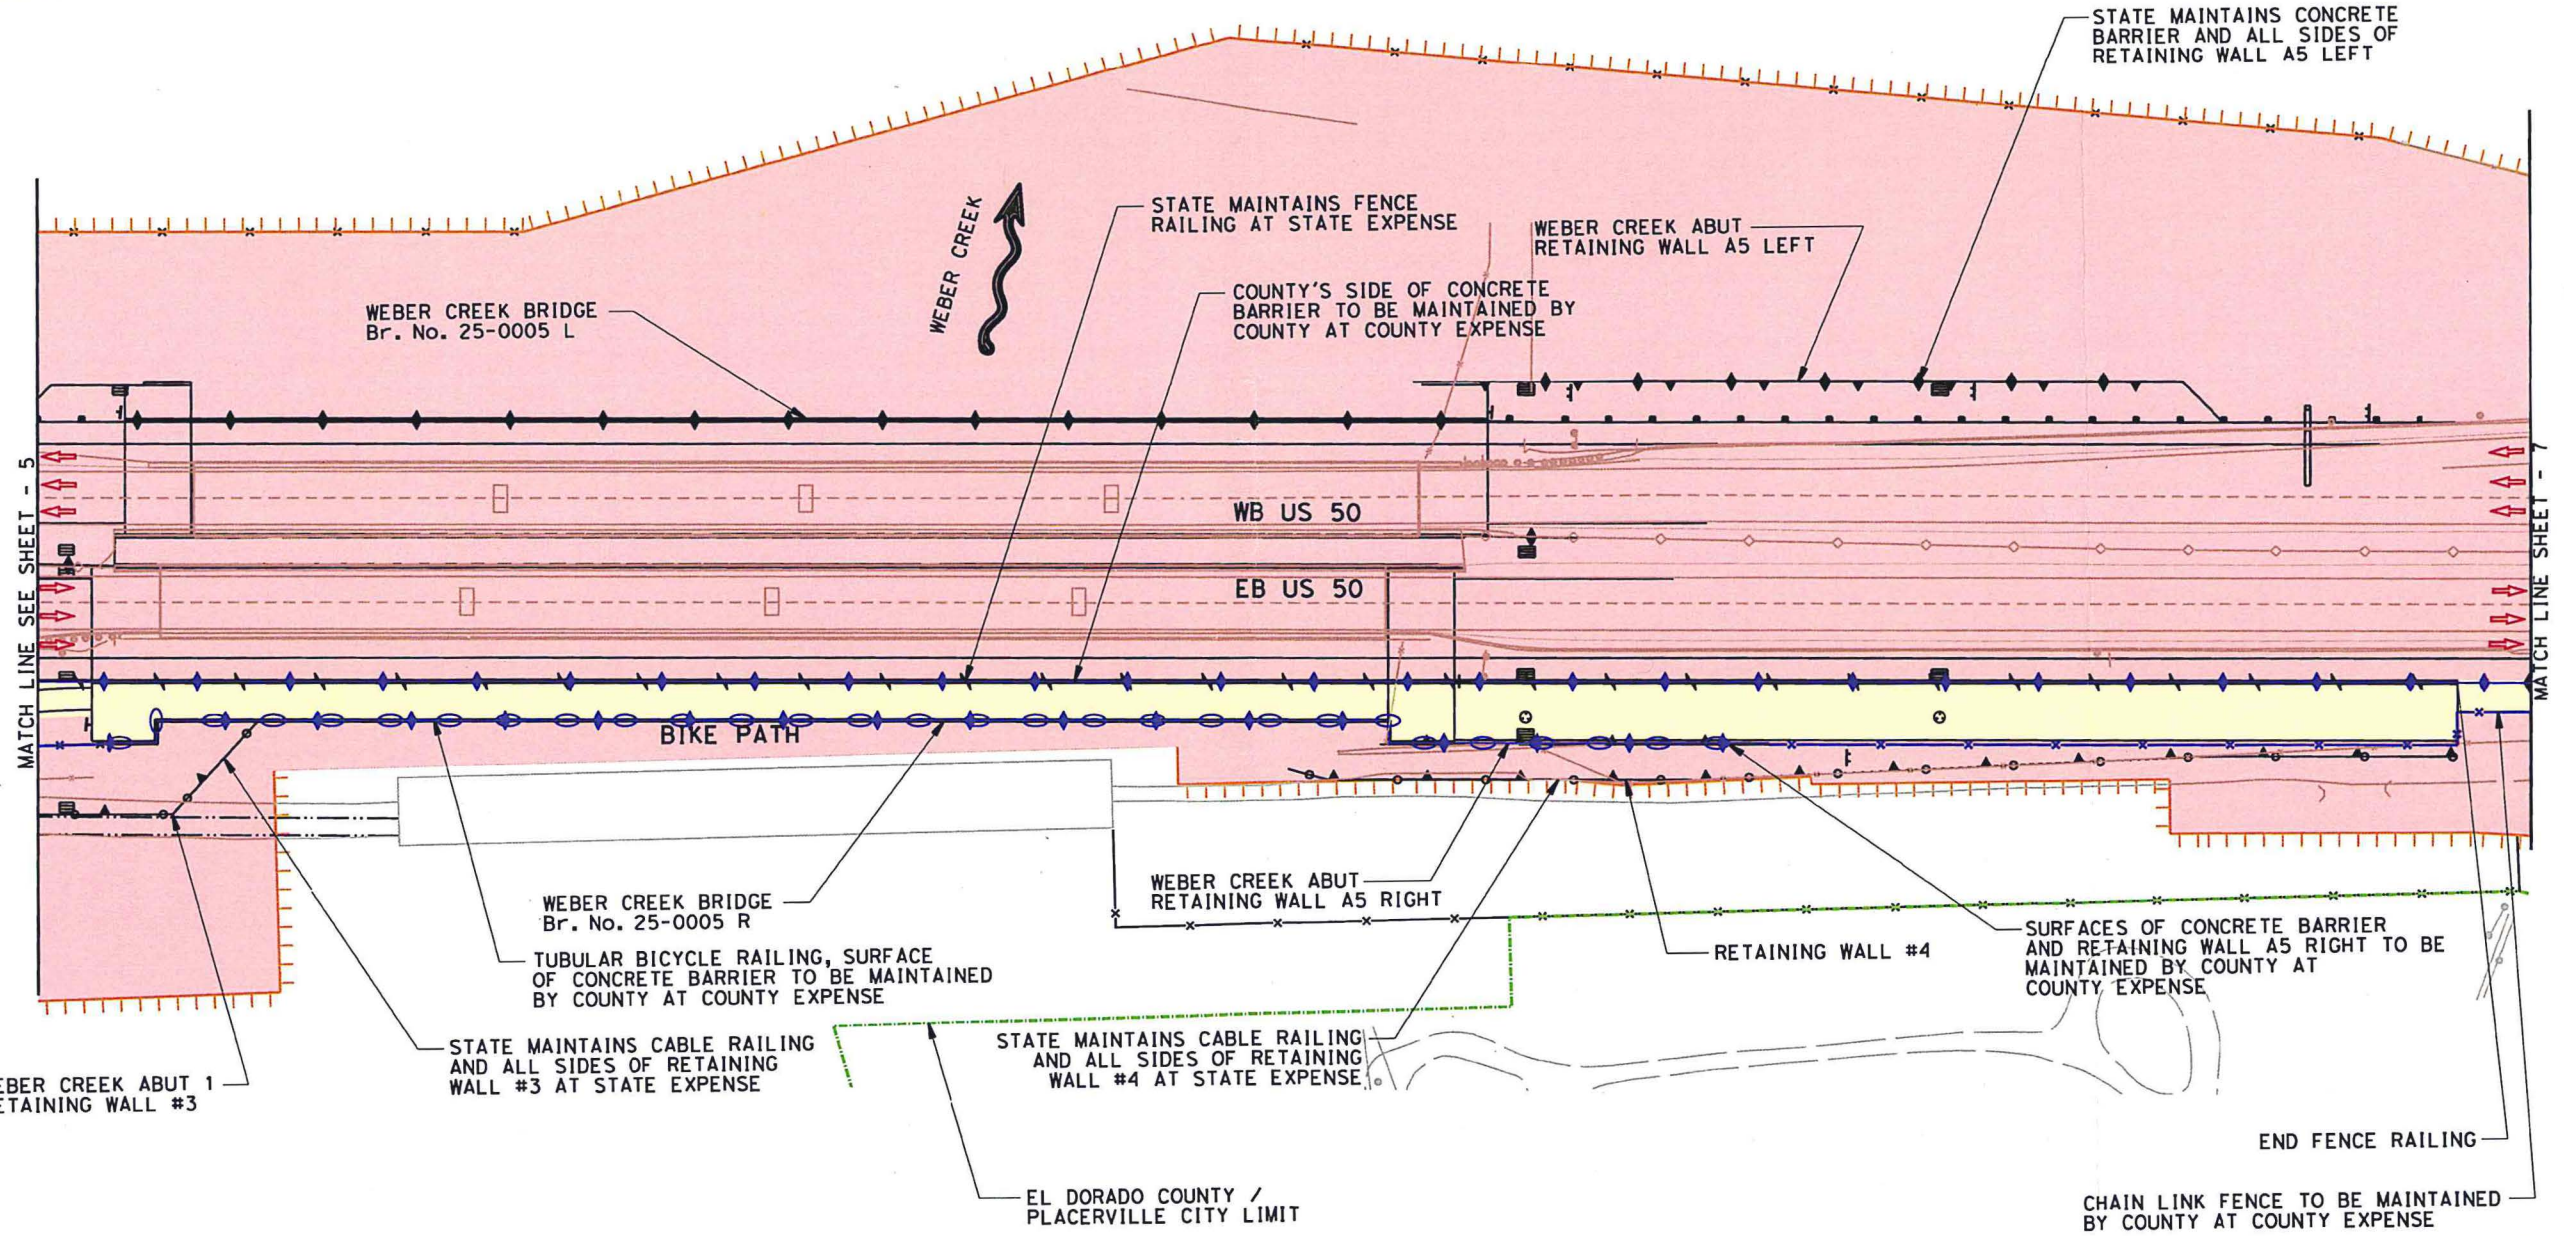 STATE MAINTAINS CONCRETE
BARRIER AND ALL SIDES OF
RETAINING WALL A5 LEFT
STATE MAINTAINS FENCE
RAILING AT STATE EXPENSE
WEBER CREEK ABUT
RETAINING WALL A5 LEFT
WEBER CREEK
COUNTY'S SIDE OF CONCRETE
BARRIER TO BE MAINTAINED BY
COUNTY AT COUNTY EXPENSE
WEBER CREEK BRIDGE
Br. No. 25-0005 L
MATCH LINE SEE SHEET - 5
WB US 50
EB US 50
MATCH LINE SHEET - 7
BIKE PATH
WEBER CREEK BRIDGE
Br. No. 25-0005 R
WEBER CREEK ABUT
RETAINING WALL A5 RIGHT
TUBULAR BICYCLE RAILING, SURFACE
OF CONCRETE BARRIER TO BE MAINTAINED
BY COUNTY AT COUNTY EXPENSE
RETAINING WALL #4
SURFACES OF CONCRETE BARRIER
AND RETAINING WALL A5 RIGHT TO BE
MAINTAINED BY COUNTY AT
COUNTY EXPENSE
STATE MAINTAINS CABLE RAILING
AND ALL SIDES OF RETAINING
WALL #3 AT STATE EXPENSE
STATE MAINTAINS CABLE RAILING
AND ALL SIDES OF RETAINING
WALL #4 AT STATE EXPENSE
EBER CREEK ABUT 1
ETAINING WALL #3
END FENCE RAILING
EL DORADO COUNTY /
PLACERVILLE CITY LIMIT
CHAIN LINK FENCE TO BE MAINTAINED
BY COUNTY AT COUNTY EXPENSE